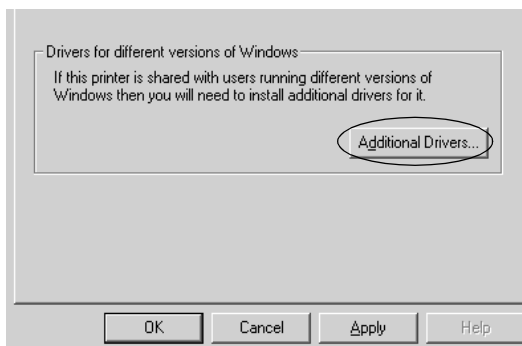 Drivers for different versions of Windows
If this printer is shared with users running different versions of
Windows then you will need to install additional drivers for it.
Additional Drivers...
OK
Cancel
Apply
Help